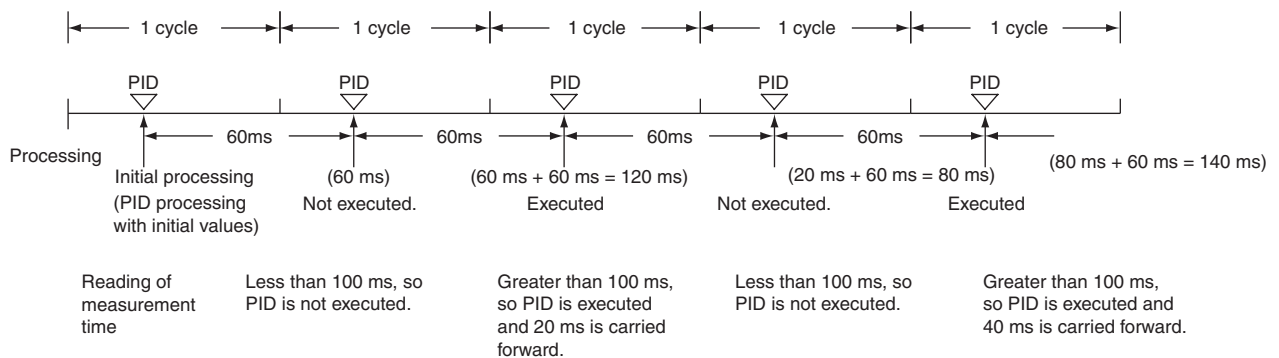 1 cycle 1 cycle 1 cycle 1 cycle 1 cycle
PID PID PID PID PID
60ms 60ms 60ms 60ms
Processing
Initial processing
(PID processing
with initial values)
(60 ms)
Not executed.
(60 ms + 60 ms = 120 ms)
Executed
(20 ms + 60 ms = 80 ms)
Not executed.
(80 ms + 60 ms = 140 ms)
Executed
Reading of
measurement
time
Less than 100 ms, so
PID is not executed.
Greater than 100 ms,
so PID is executed
and 20 ms is carried
forward.
Less than 100 ms, so
PID is not executed.
Greater than 100 ms,
so PID is executed and
40 ms is carried forward.